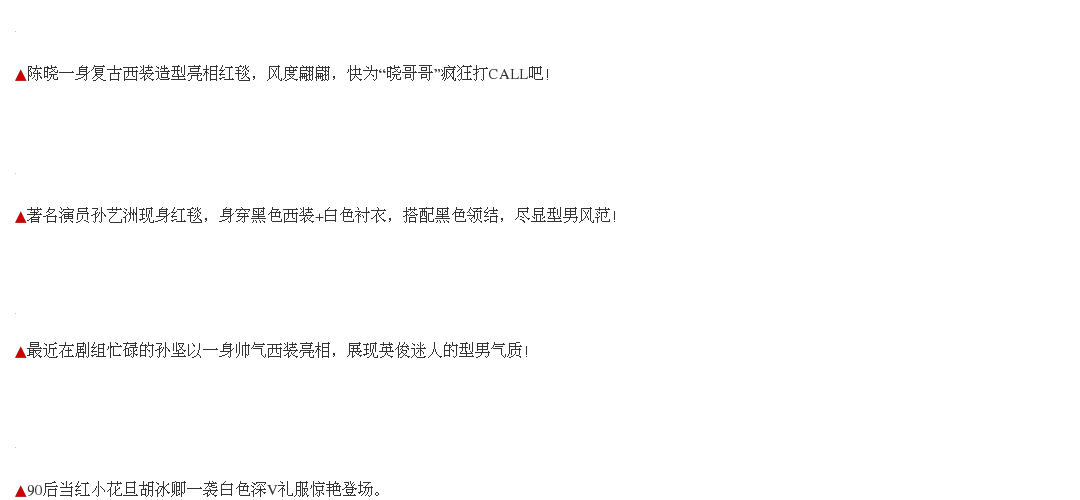 ▲陈晓一身复古西装造型亮相红毯，风度翩翩，快为“晓哥哥”疯狂打CALL吧！
▲著名演员孙艺洲现身红毯，身穿黑色西装+白色衬衣，搭配黑色领结，尽显型男风范！
▲最近在剧组忙碌的孙坚以一身帅气西装亮相，展现英俊迷人的型男气质！
▲90后当红小花旦胡冰卿一袭白色深V礼服惊艳登场。